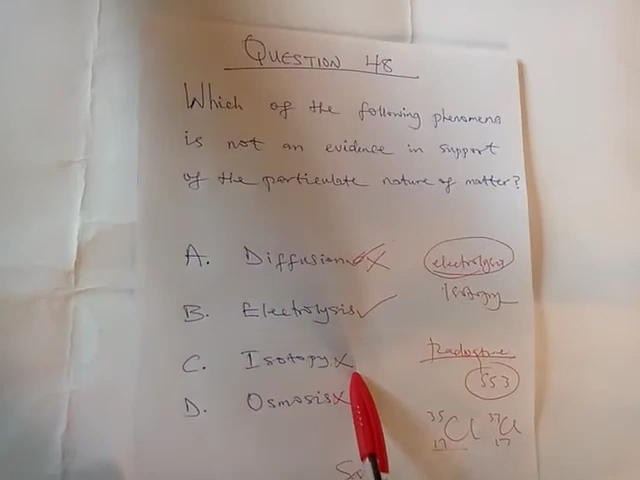 QUESTION 48
Which of the following phenomena
is not an evidence in support
of the particulate nature of matter?
A. Diffusion
B. Electrolysis
C. Isotopy
D. Osmosis
electrolysis
Isotopy
553
35 17 Cl 37 17 Cl